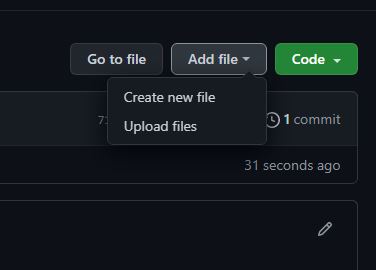 Go to file Add file Code
Create new file
Upload files
1 commit
31 seconds ago